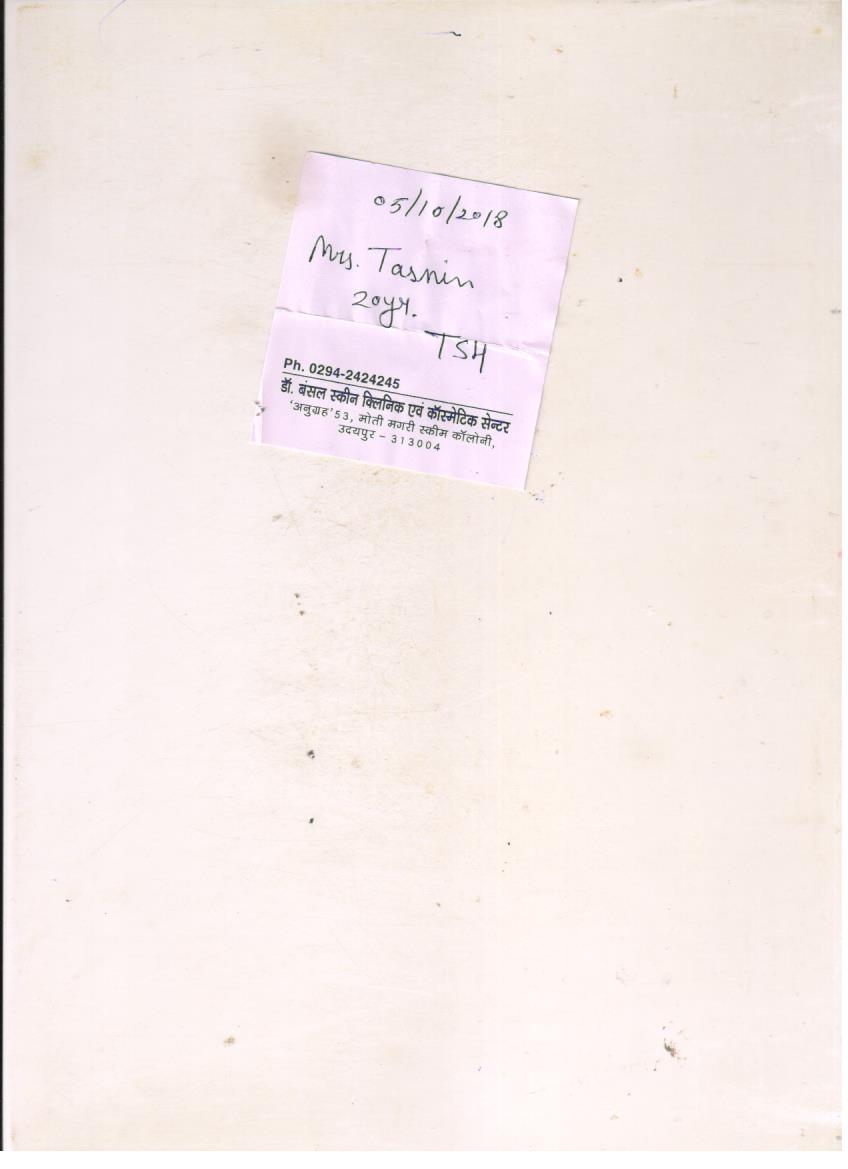 05/10/2018
Mrs. Tasnin
20yr.
TSH
Ph. 0294-2424245
डॉ. बंसल स्कीन क्लिनिक एवं कॉस्मेटिक सेन्टर
'अनुग्रह' 53, मोती मगरी स्कीम कॉलोनी,
उदयपुर - 313004